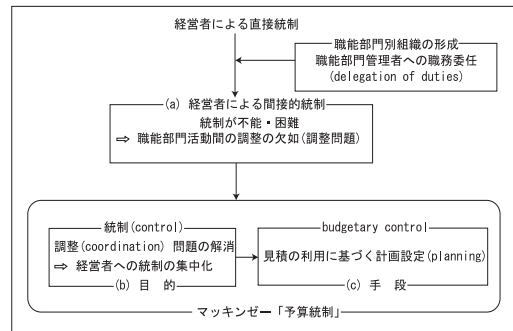 経営者による直接統制
職能部門別組織の形成
職能部門管理者への職務委任
(delegation of duties)
(a) 経営者による間接的統制
統制が不能・困難
⇨ 職能部門活動間の調整の欠如(調整問題)
統制(control)
調整(coordination) 問題の解消
⇨ 経営者への統制の集中化
(b) 目 的
budgetary control
見積の利用に基づく計画設定(planning)
(c) 手 段
マッキンゼー「予算統制」